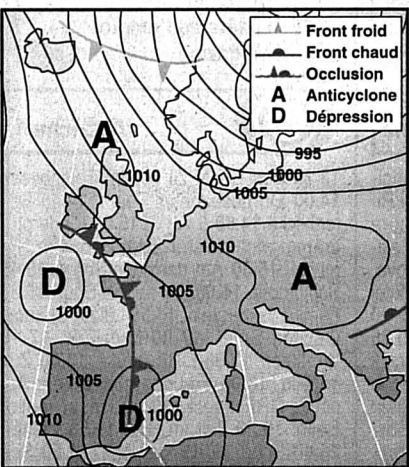 Front froid
Front chaud
Occlusion
A Anticyclone
D Dépression
995
1000
1005
A
1010
1010
D
1000
1005
A
1005
1010
D
1000